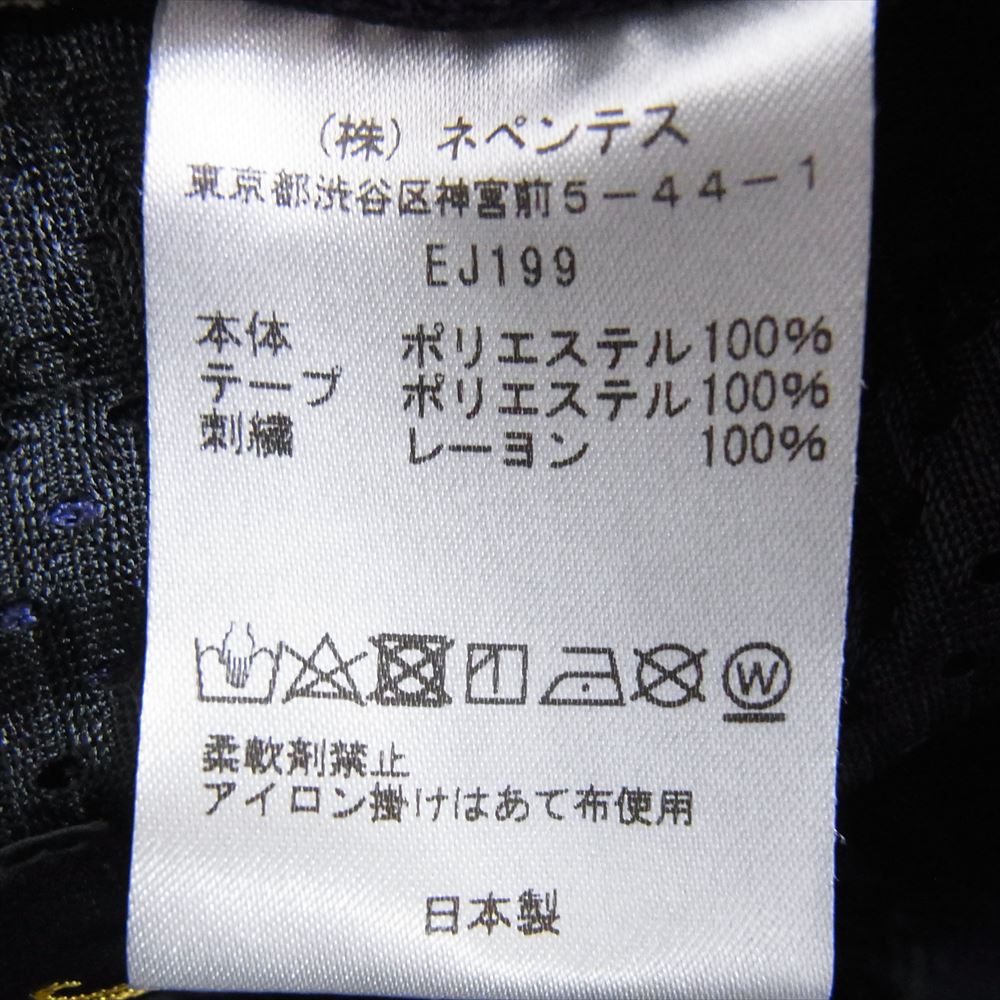 (株) ネペンテス
東京都渋谷区神宮前5-44-1
EJ199
本体 ポリエステル100%
テープ ポリエステル100%
刺繍 レーヨン 100%
W
柔軟剤禁止
アイロン掛けはあて布使用
日本製